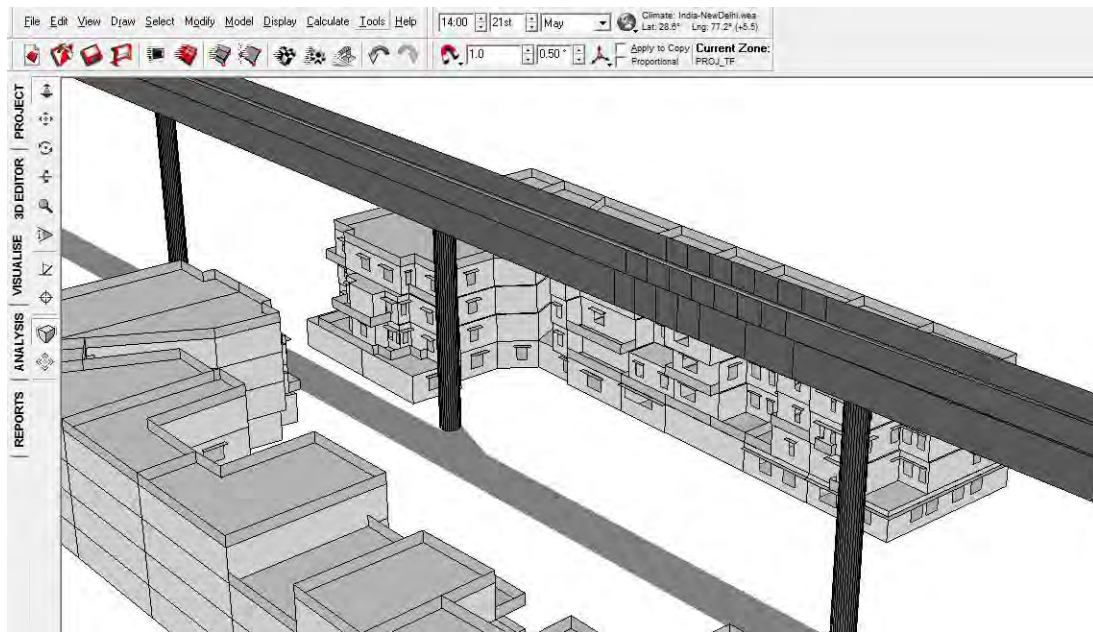 File Edit View Draw Select Modify Model Display Calculate Tools Help
14:00 21st May
Climate: India-NewDelhi.wea
Lat: 28.6° Lng: 77.2° (+5.5)
1.0 0.50 °
Apply to Copy
Proportional
Current Zone:
PROJ_TF
PROJECT
3D EDITOR
VISUALISE
ANALYSIS
REPORTS